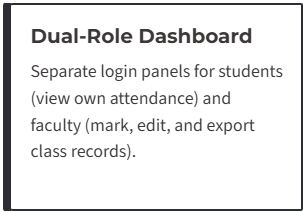 Dual-Role Dashboard
Separate login panels for students
(view own attendance) and
faculty (mark, edit, and export
class records).